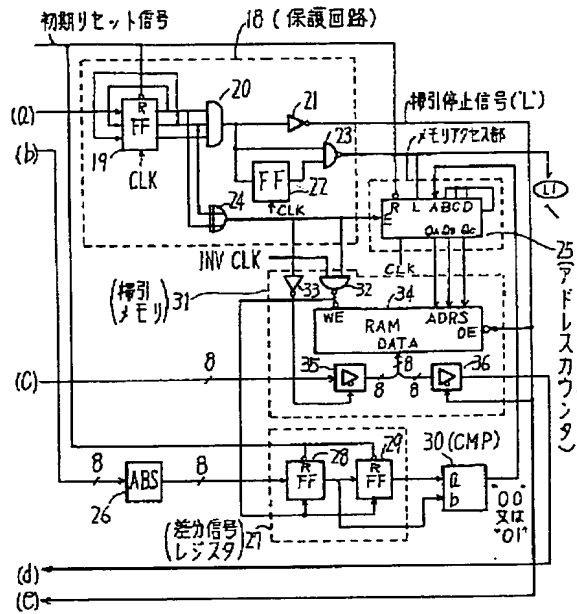 初期リセット信号
18(保護回路)
(a)
R
FF
19
CLK
20
21
掃引停止信号("L")
(b)
23
メモリアクセス部
FF
22
CLK
24
L1
R L A B C D
QA QB QC
CLK
25(アドレスカウンタ)
INV CLK
31
(掃引メモリ)
33
32
34
WE
ADRS
RAM
OE
DATA
35
8
8
36
(c)
8
8
8
30(CMP)
R
FF
28
R
FF
29
a
b
8
ABS
26
8
"00"
又は
"01"
(差分信号レジスタ)
27
(d)
(e)